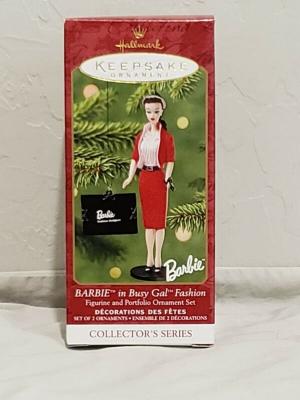 Hallmark
KEEPSAKE
ORNAMENT
Barbie
Barbie
BARBIE™ in Busy Gal™ Fashion
Figurine and Portfolio Ornament Set
DÉCORATIONS DES FÊTES
SET OF 2 ORNAMENTS • ENSEMBLE DE 2 DÉCORATIONS
COLLECTOR'S SERIES